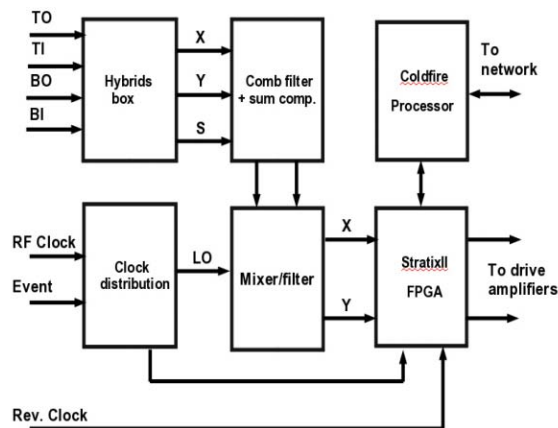 TO
TI
BO
BI
Hybrids
box
X
Y
S
Comb filter
+ sum comp.
Coldfire
Processor
To
network
RF Clock
Event
Clock
distribution
LO
Mixer/filter
X
Y
StratixII
FPGA
To drive
amplifiers
Rev. Clock